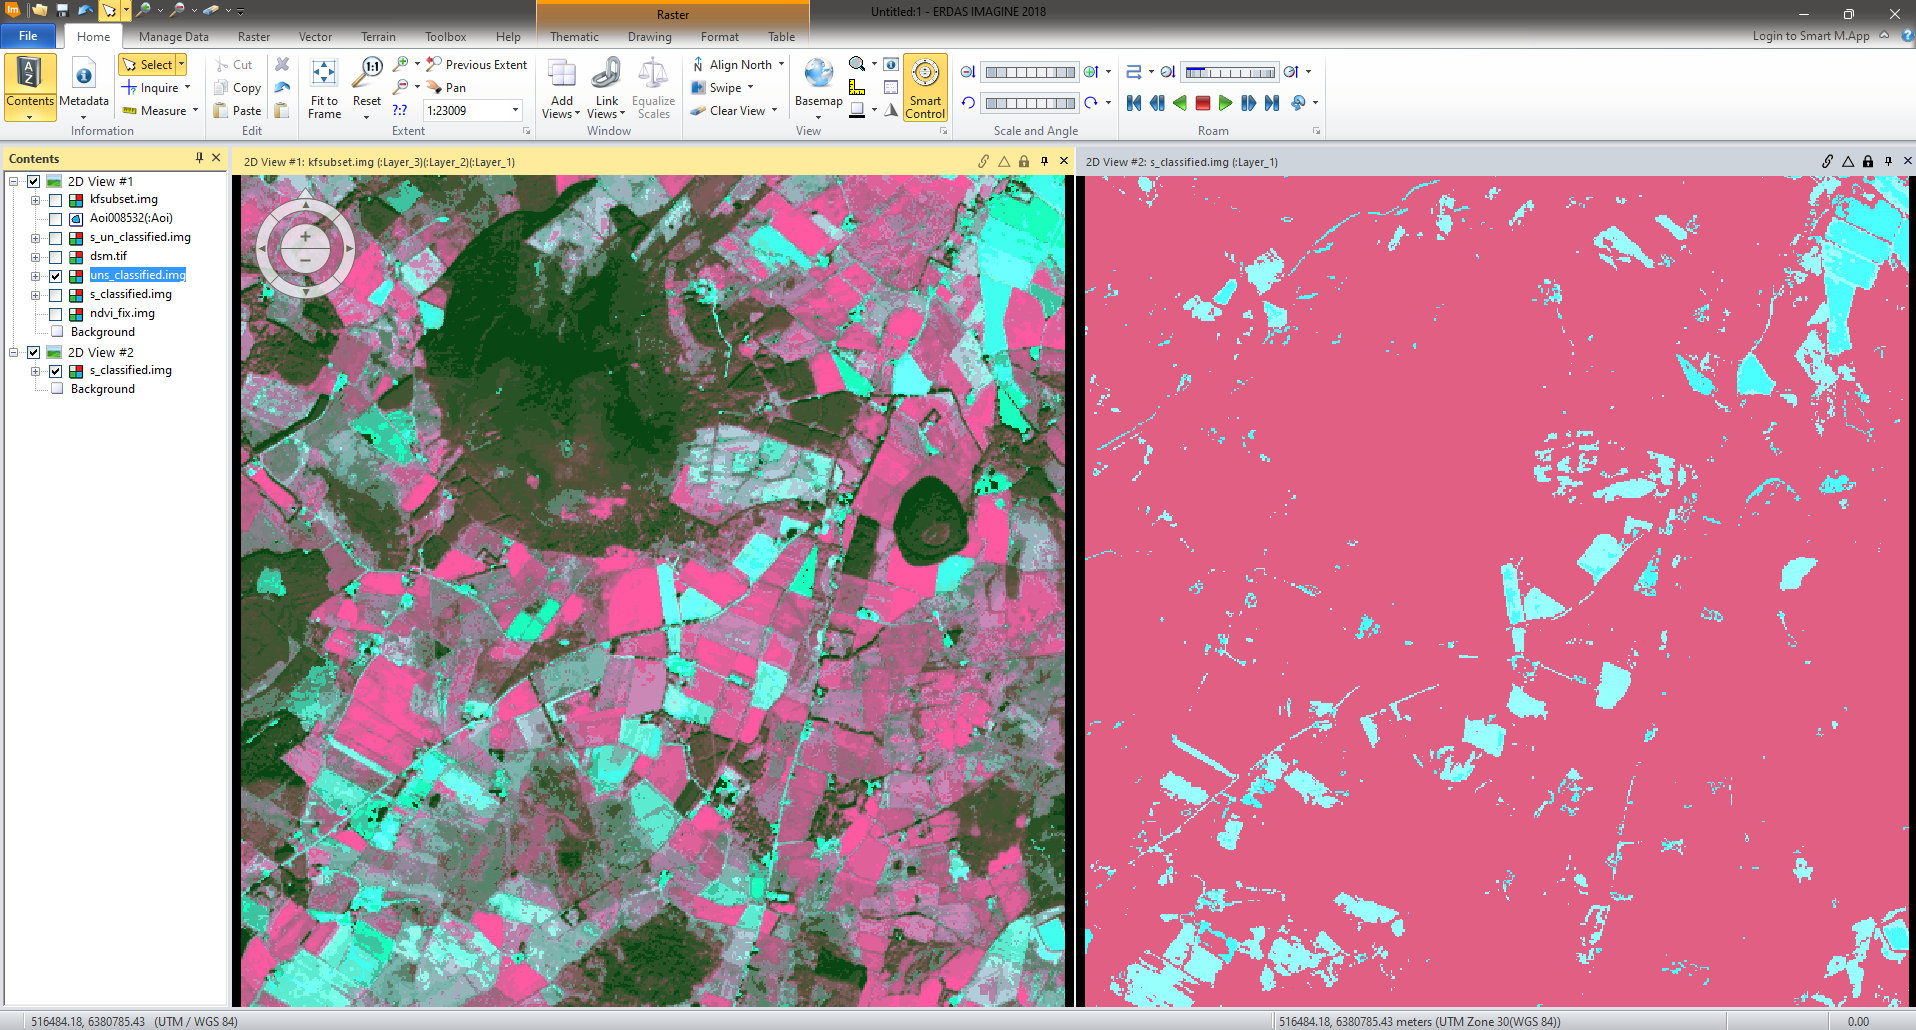 Raster
Untitled:1 - ERDAS IMAGINE 2018
File Home Manage Data Raster Vector Terrain Toolbox Help Thematic Drawing Format Table Login to Smart M.App
Contents
Metadata
Select
Inquire
Measure
Information
Cut
Copy
Paste
Edit
Fit to Frame
1:1
Reset
?:?
Previous Extent
Pan
1:23009
Extent
Add Views
Link Views
Equalize Scales
Window
Align North
Swipe
Clear View
Basemap
View
Smart Control
Scale and Angle
Roam
Contents
2D View #1
kfsubset.img
Aoi008532(:Aoi)
s_un_classified.img
dsm.tif
uns_classified.img
s_classified.img
ndvi_fix.img
Background
2D View #2
s_classified.img
Background
2D View #1: kfsubset.img (:Layer_3)(:Layer_2)(:Layer_1)
2D View #2: s_classified.img (:Layer_1)
516484.18, 6380785.43 (UTM / WGS 84)
516484.18, 6380785.43 meters (UTM Zone 30(WGS 84))
0.00